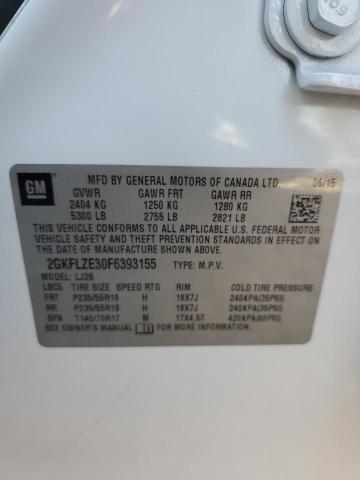 GM
MFD BY GENERAL MOTORS OF CANADA LTD. 06/15
GVWR GAWR FRT GAWR RR
2404 KG 1250 KG 1280 KG
5300 LB 2755 LB 2821 LB
THIS VEHICLE CONFORMS TO ALL APPLICABLE U.S. FEDERAL
MOTOR VEHICLE SAFETY, BUMPER, AND THEFT PREVENTION
STANDARDS IN EFFECT ON THE DATE OF MANUFACTURE SHOWN ABOVE.
2GKFLZE30F6393155 TYPE: M.P.V.
MODEL: LJ26
TIRE SIZE SPEED RTG RIM COLD TIRE PRESSURE
FRT P235/55R19 H 19X7J 240KPA(35PSI)
RR P235/55R19 H 19X7J 240KPA(35PSI)
SPA T145/70R17 M 17X4.5T 420KPA(60PSI)
SEE OWNER'S MANUAL FOR ADDITIONAL INFORMATION